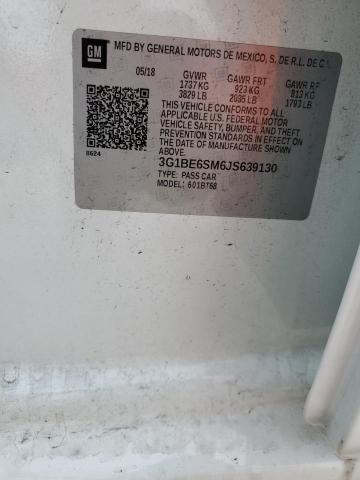 GM
MFD BY GENERAL MOTORS DE MEXICO, S. DE R.L. DE C.
05/18 GVWR GAWR FRT GAWR RR
1737 KG 923 KG 813 KG
3829 LB 2035 LB 1793 LB
THIS VEHICLE CONFORMS TO ALL
APPLICABLE U.S. FEDERAL MOTOR
VEHICLE SAFETY, BUMPER, AND THEFT
PREVENTION STANDARDS IN EFFECT ON
THE DATE OF MANUFACTURE SHOWN
ABOVE.
8624
3G1BE6SM6JS639130
TYPE: PASS CAR
MODEL: 6D1BT68